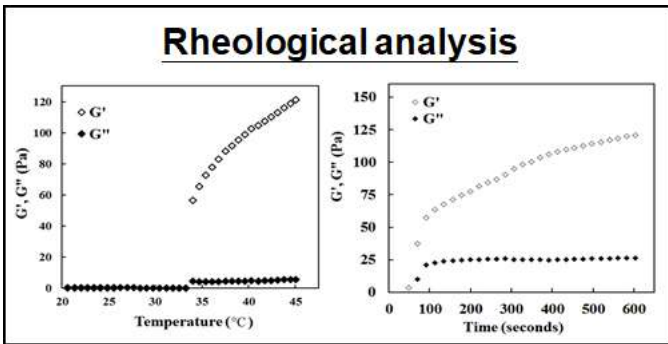 Rheological analysis
G', G" (Pa)
120
100
80
60
40
20
0
◇ G'
◆ G"
20 25 30 35 40 45
Temperature (°C)
G', G" (Pa)
150
125
100
75
50
25
0
◇ G'
◆ G"
0 100 200 300 400 500 600
Time (seconds)